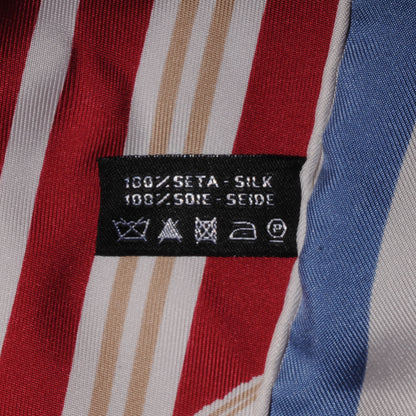 100% SETA - SILK
100% SOIE - SEIDE
P